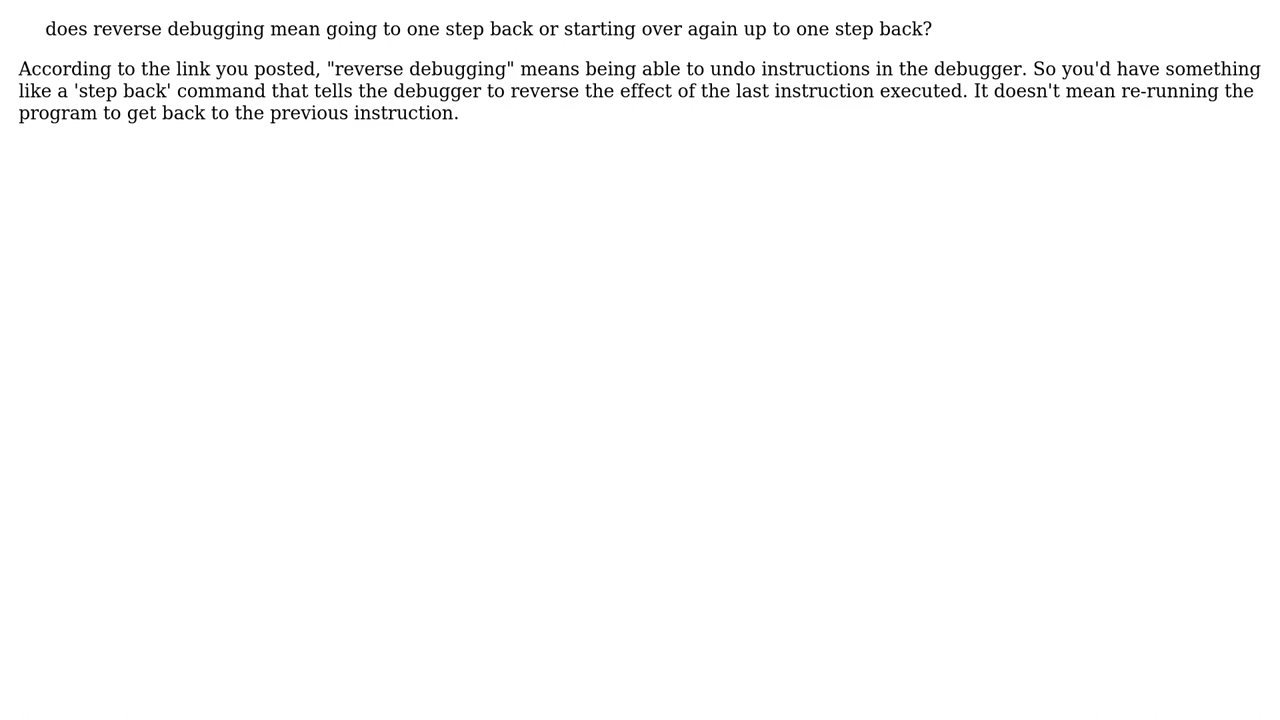 does reverse debugging mean going to one step back or starting over again up to one step back?
According to the link you posted, "reverse debugging" means being able to undo instructions in the debugger. So you'd have something
like a 'step back' command that tells the debugger to reverse the effect of the last instruction executed. It doesn't mean re-running the
program to get back to the previous instruction.